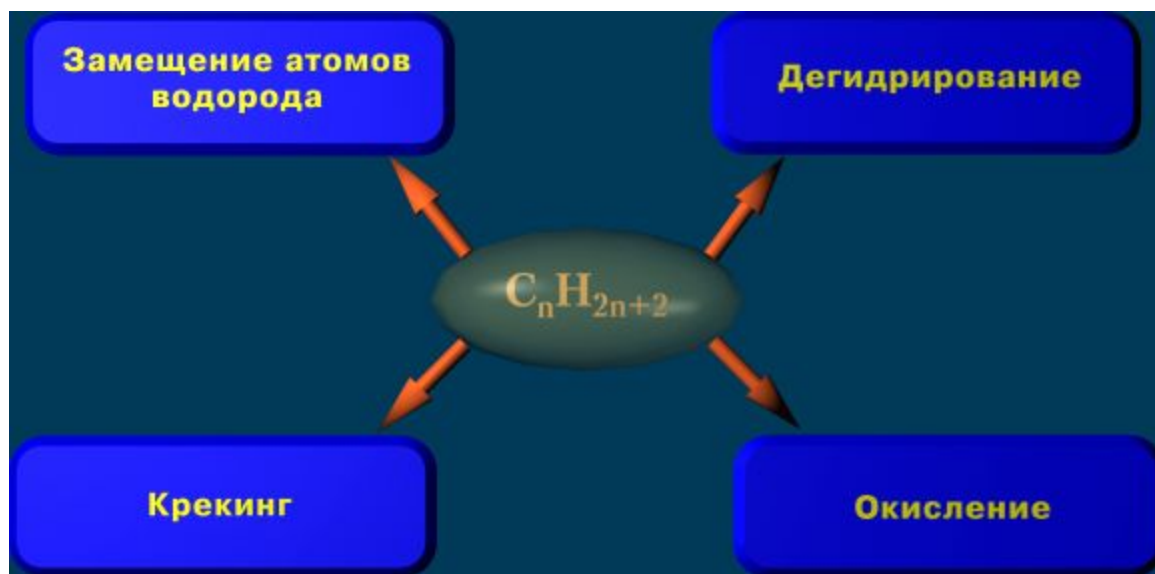 Замещение атомов
водорода
Дегидрирование
CₙH₂ₙ₊₂
Крекинг
Окисление